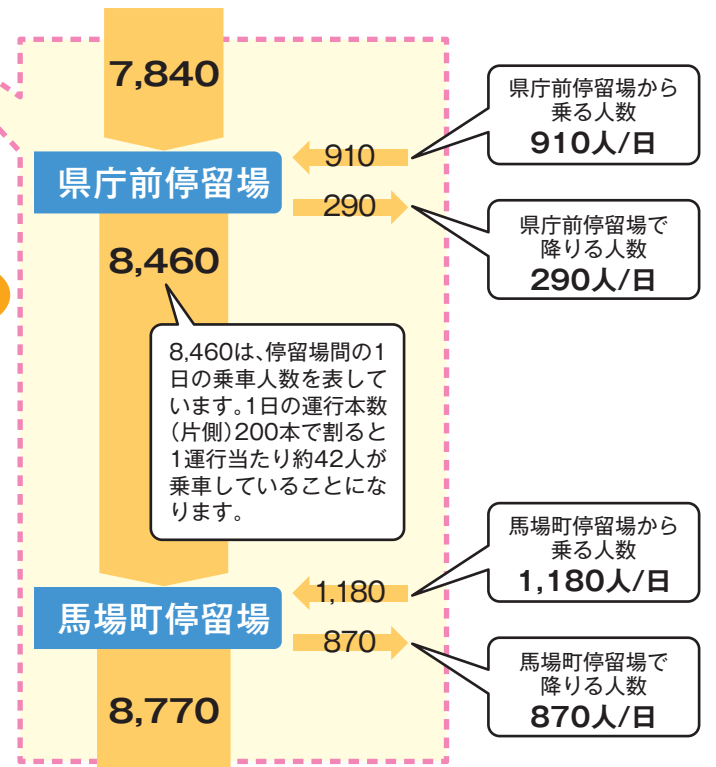 7,840
県庁前停留場
910
290
県庁前停留場から
乗る人数
910人/日
県庁前停留場で
降りる人数
290人/日
8,460
8,460は、停留場間の1
日の乗車人数を表して
います。1日の運行本数
(片側)200本で割ると
1運行当たり約42人が
乗車していることにな
ります。
馬場町停留場
1,180
870
馬場町停留場から
乗る人数
1,180人/日
馬場町停留場で
降りる人数
870人/日
8,770